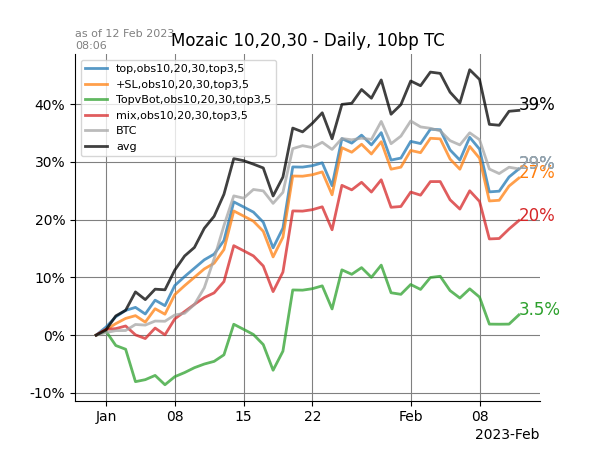 as of 12 Feb 2023
08:06
Mozaic 10,20,30 - Daily, 10bp TC
top,obs10,20,30,top3,5
+SL,obs10,20,30,top3,5
TopvBot,obs10,20,30,top3,5
mix,obs10,20,30,top3,5
BTC
avg
40%
30%
20%
10%
0%
-10%
39%
29%
27%
20%
3.5%
Jan
08
15
22
Feb
08
2023-Feb